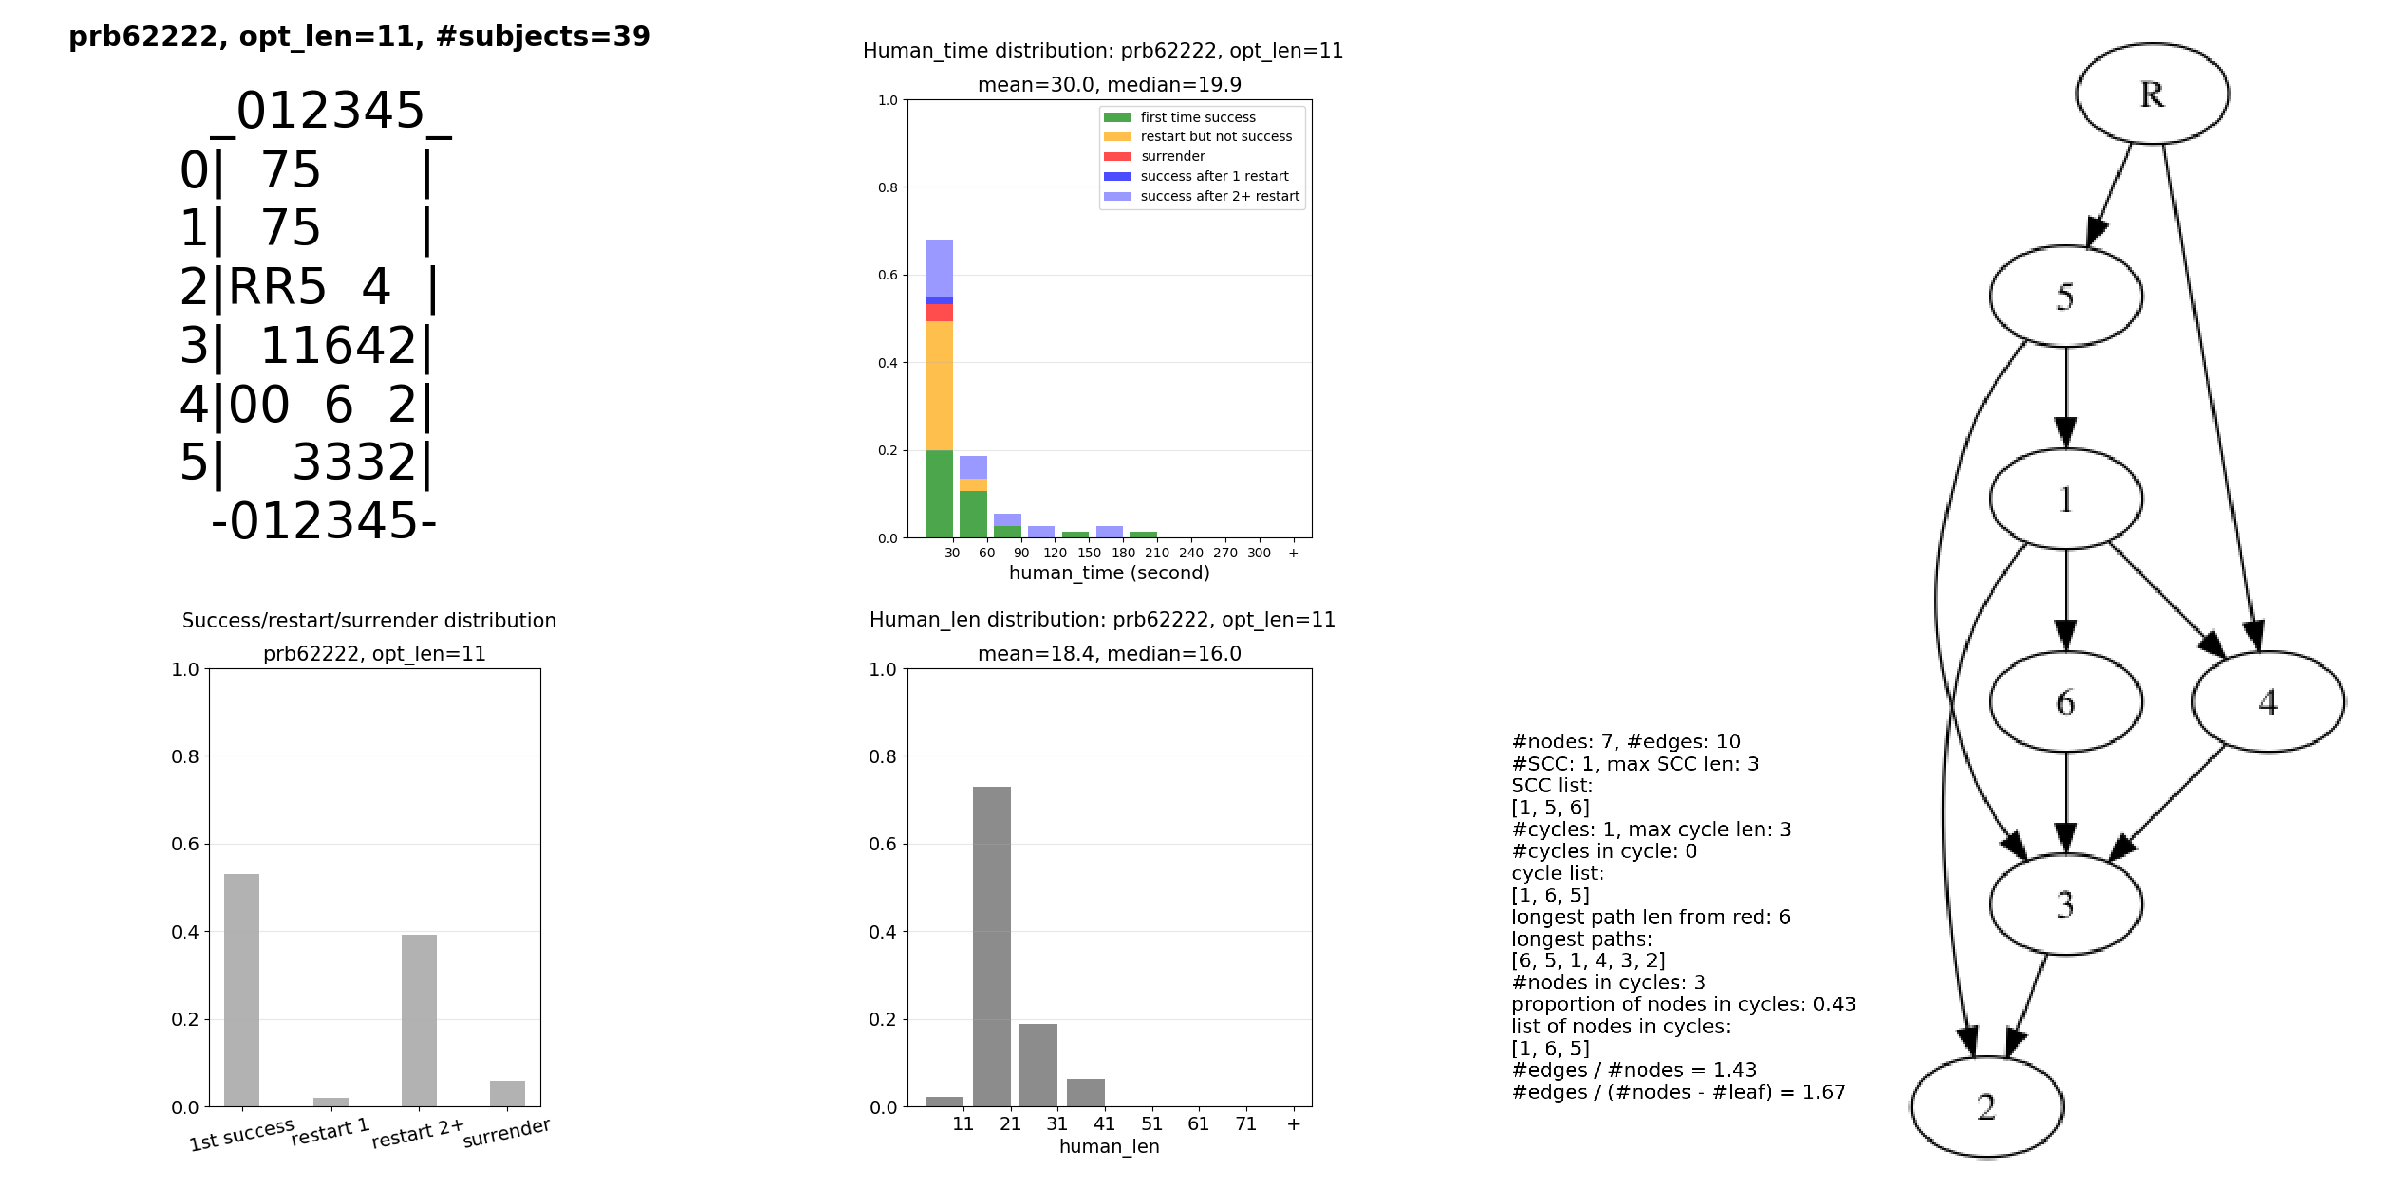 prb62222, opt_len=11, #subjects=39
_012345_
0| 75   |
1| 75   |
2|RR5 4 |
3| 11642|
4|00 6 2|
5|  3332|
-012345-
Human_time distribution: prb62222, opt_len=11
mean=30.0, median=19.9
1.0
0.8
0.6
0.4
0.2
0.0
first time success
restart but not success
surrender
success after 1 restart
success after 2+ restart
30 60 90 120 150 180 210 240 270 300 +
human_time (second)
Success/restart/surrender distribution
prb62222, opt_len=11
1.0
0.8
0.6
0.4
0.2
0.0
1st success restart 1 restart 2+ surrender
Human_len distribution: prb62222, opt_len=11
mean=18.4, median=16.0
1.0
0.8
0.6
0.4
0.2
0.0
11 21 31 41 51 61 71 +
human_len
#nodes: 7, #edges: 10
#SCC: 1, max SCC len: 3
SCC list:
[1, 5, 6]
#cycles: 1, max cycle len: 3
#cycles in cycle: 0
cycle list:
[1, 6, 5]
longest path len from red: 6
longest paths:
[6, 5, 1, 4, 3, 2]
#nodes in cycles: 3
proportion of nodes in cycles: 0.43
list of nodes in cycles:
[1, 6, 5]
#edges / #nodes = 1.43
#edges / (#nodes - #leaf) = 1.67
R
5
1
6 4
3
2